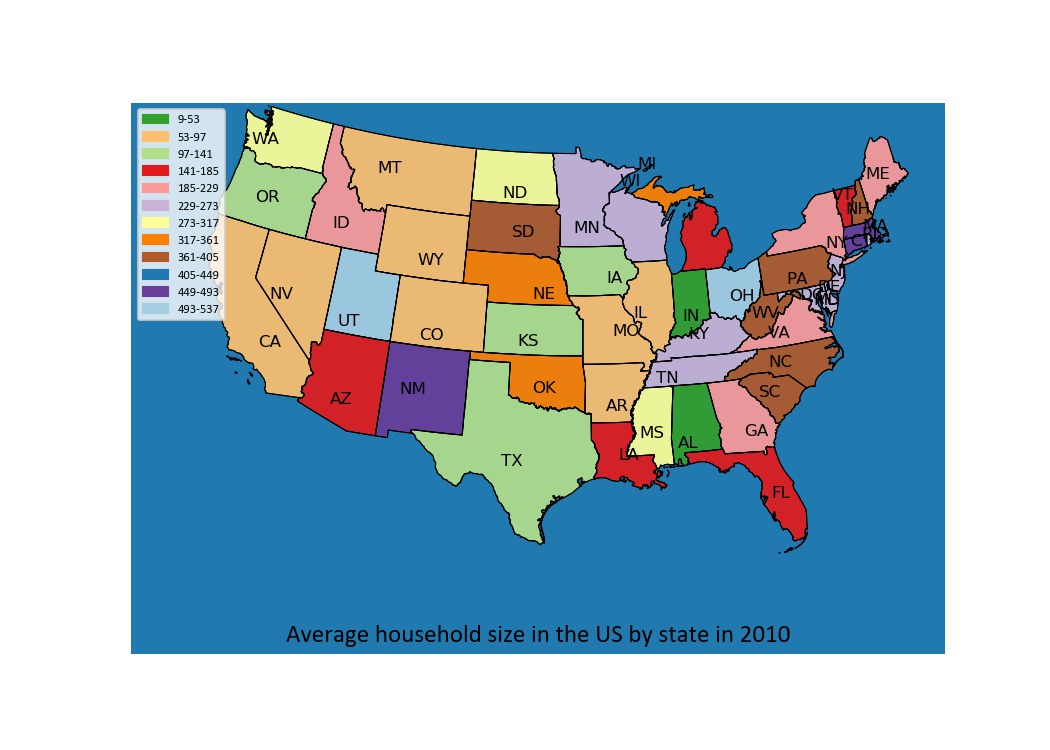 9-53
53-97
97-141
141-185
185-229
229-273
273-317
317-361
361-405
405-449
449-493
493-537
WA
MT
ND
MN
WI
MI
ME
VT
NH
MA
OR
ID
SD
WY
NE
IA
NY
CT
PA
OH
IN
IL
NV
UT
CO
KS
MO
KY
WV
VA
DE
MD
DC
CA
AZ
NM
OK
AR
TN
NC
SC
TX
LA
MS
AL
GA
FL
Average household size in the US by state in 2010